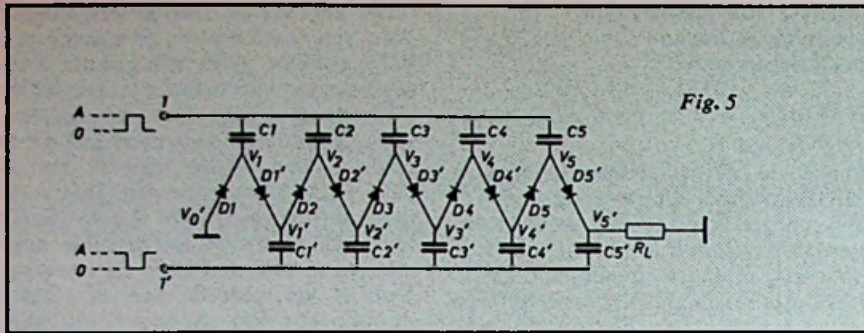 Fig. 5
A
0
1
C1 C2 C3 C4 C5
V1 V2 V3 V4 V5
D1' D2' D3' D4' D5'
D1 D2 D3 D4 D5
V0' V1' V2' V3' V4' V5'
C1' C2' C3' C4' C5' RL
A
0
1'